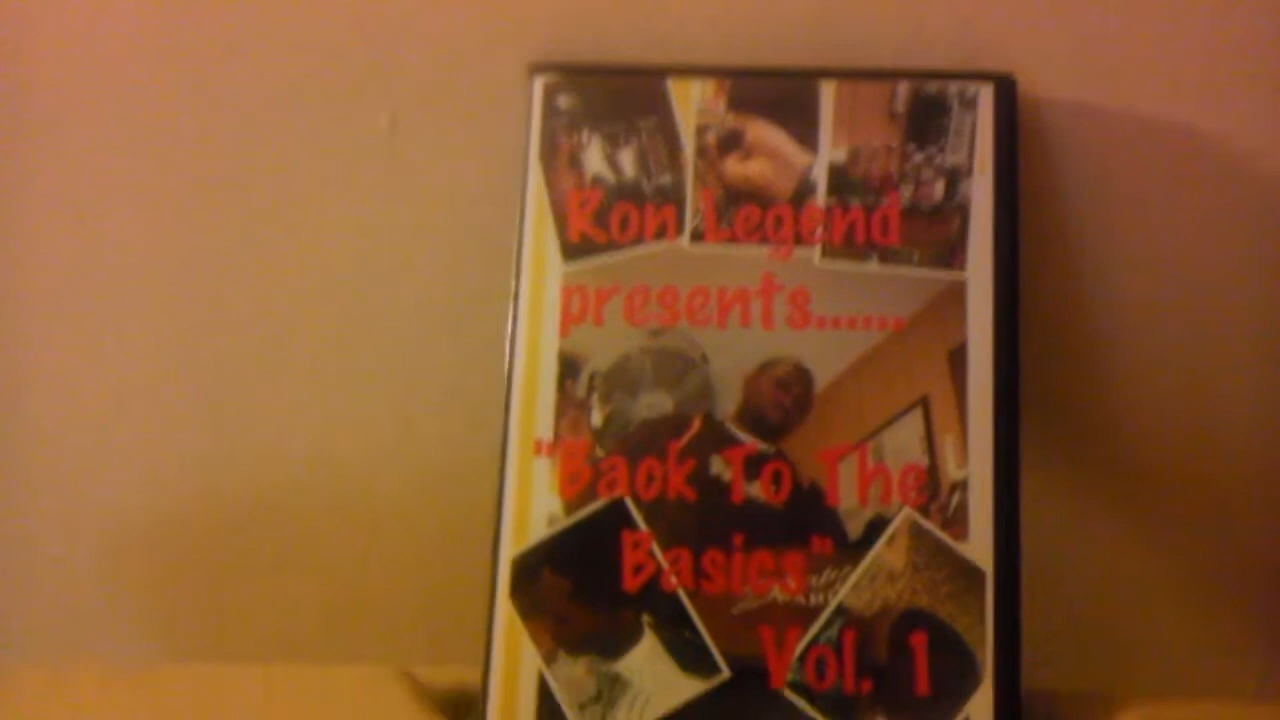 Ron Legend
presents......
"Back To The
Basics"
Vol. 1